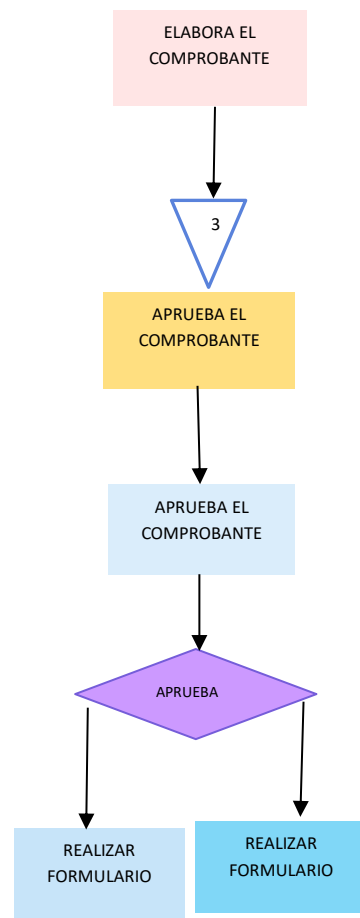 ELABORA EL
COMPROBANTE
3
APRUEBA EL
COMPROBANTE
APRUEBA EL
COMPROBANTE
APRUEBA
REALIZAR
FORMULARIO
REALIZAR
FORMULARIO